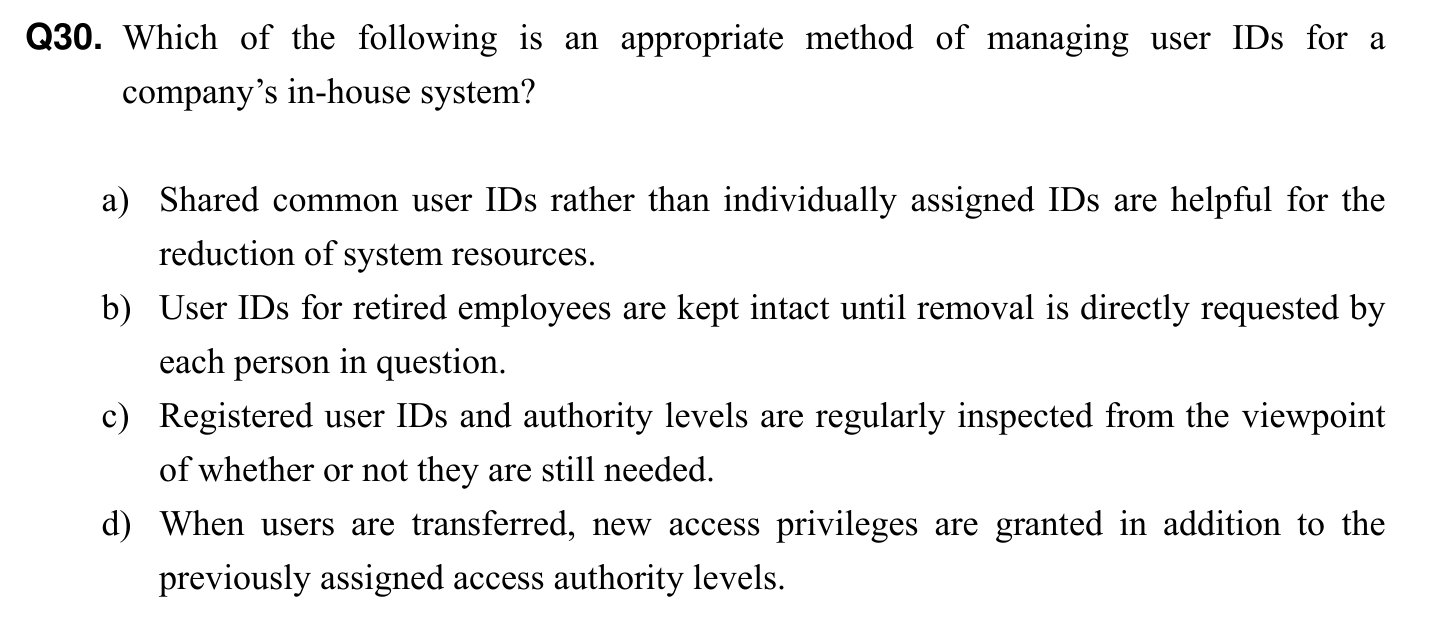 Q30. Which of the following is an appropriate method of managing user IDs for a
company’s in-house system?
a) Shared common user IDs rather than individually assigned IDs are helpful for the
reduction of system resources.
b) User IDs for retired employees are kept intact until removal is directly requested by
each person in question.
c) Registered user IDs and authority levels are regularly inspected from the viewpoint
of whether or not they are still needed.
d) When users are transferred, new access privileges are granted in addition to the
previously assigned access authority levels.